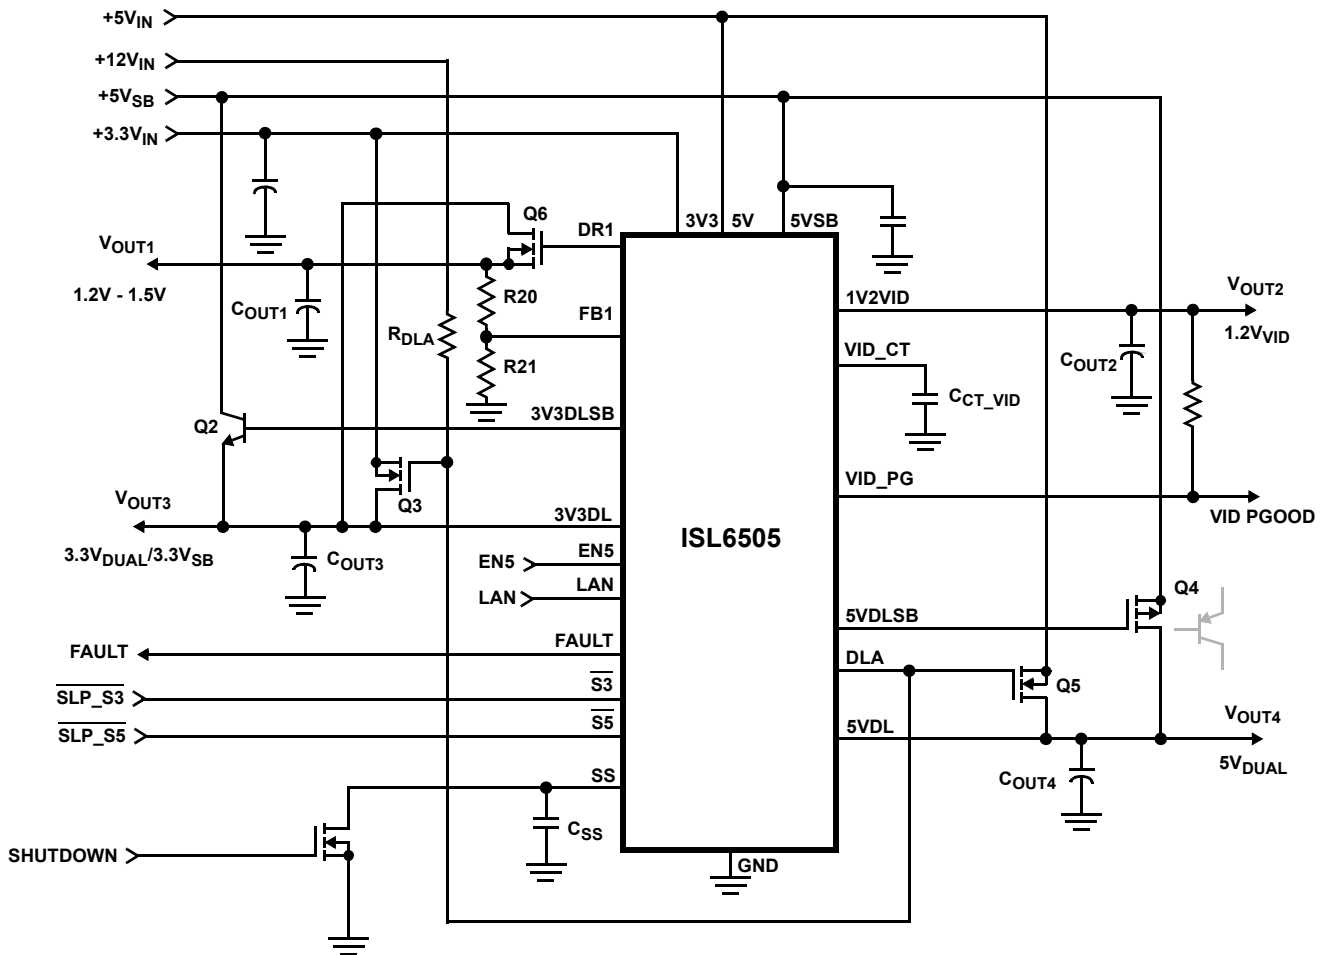 +5VIN
+12VIN
+5VSB
+3.3VIN
Q6
DR1
3V3
5V
5VSB
VOUT1
1.2V - 1.5V
COUT1
R20
FB1
RDLA
R21
1V2VID
VOUT2
1.2VVID
COUT2
VID_CT
CCT_VID
Q2
3V3DLSB
Q3
VID_PG
VID PGOOD
VOUT3
3.3VDUAL/3.3VSB
COUT3
3V3DL
ISL6505
EN5
EN5
LAN
LAN
FAULT
FAULT
SLP_S3
S3
SLP_S5
S5
5VDLSB
Q4
DLA
Q5
5VDL
VOUT4
5VDUAL
COUT4
SS
CSS
SHUTDOWN
GND